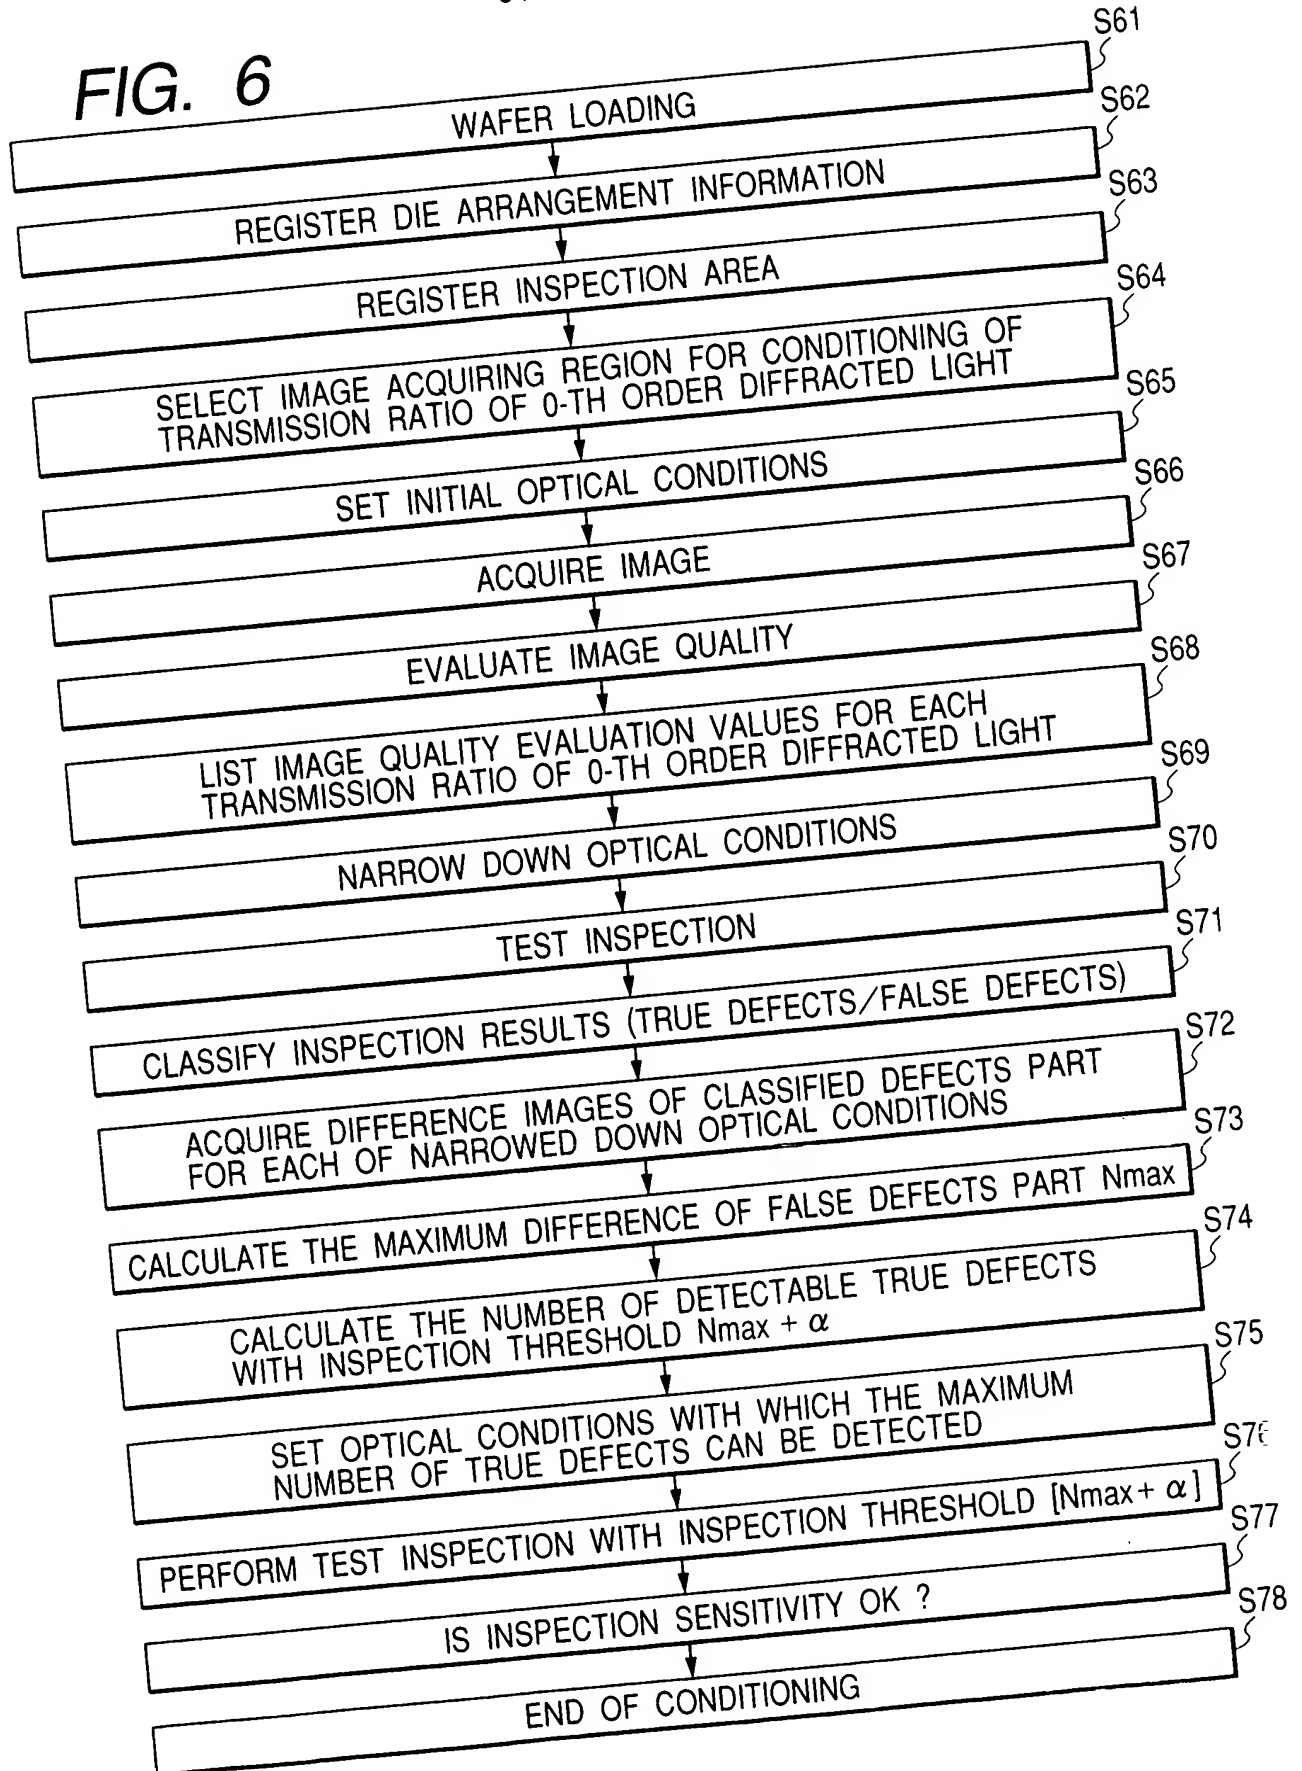 FIG. 6
S61
WAFER LOADING
S62
REGISTER DIE ARRANGEMENT INFORMATION
S63
REGISTER INSPECTION AREA
S64
SELECT IMAGE ACQUIRING REGION FOR CONDITIONING OF
TRANSMISSION RATIO OF 0-TH ORDER DIFFRACTED LIGHT
S65
SET INITIAL OPTICAL CONDITIONS
S66
ACQUIRE IMAGE
S67
EVALUATE IMAGE QUALITY
S68
LIST IMAGE QUALITY EVALUATION VALUES FOR EACH
TRANSMISSION RATIO OF 0-TH ORDER DIFFRACTED LIGHT
S69
NARROW DOWN OPTICAL CONDITIONS
S70
TEST INSPECTION
S71
CLASSIFY INSPECTION RESULTS (TRUE DEFECTS/FALSE DEFECTS)
S72
ACQUIRE DIFFERENCE IMAGES OF CLASSIFIED DEFECTS PART
FOR EACH OF NARROWED DOWN OPTICAL CONDITIONS
S73
CALCULATE THE MAXIMUM DIFFERENCE OF FALSE DEFECTS PART Nmax
S74
CALCULATE THE NUMBER OF DETECTABLE TRUE DEFECTS
WITH INSPECTION THRESHOLD Nmax + α
S75
SET OPTICAL CONDITIONS WITH WHICH THE MAXIMUM
NUMBER OF TRUE DEFECTS CAN BE DETECTED
S76
PERFORM TEST INSPECTION WITH INSPECTION THRESHOLD [Nmax + α]
S77
IS INSPECTION SENSITIVITY OK ?
S78
END OF CONDITIONING